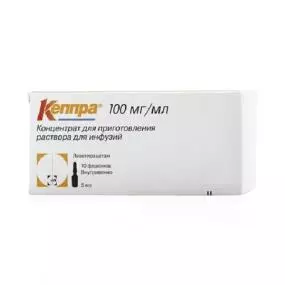 Кеппра® 100 мг/мл
Концентрат для приготовления
раствора для инфузий
Леветирацетам
10 флаконов
Внутривенно
5 мл